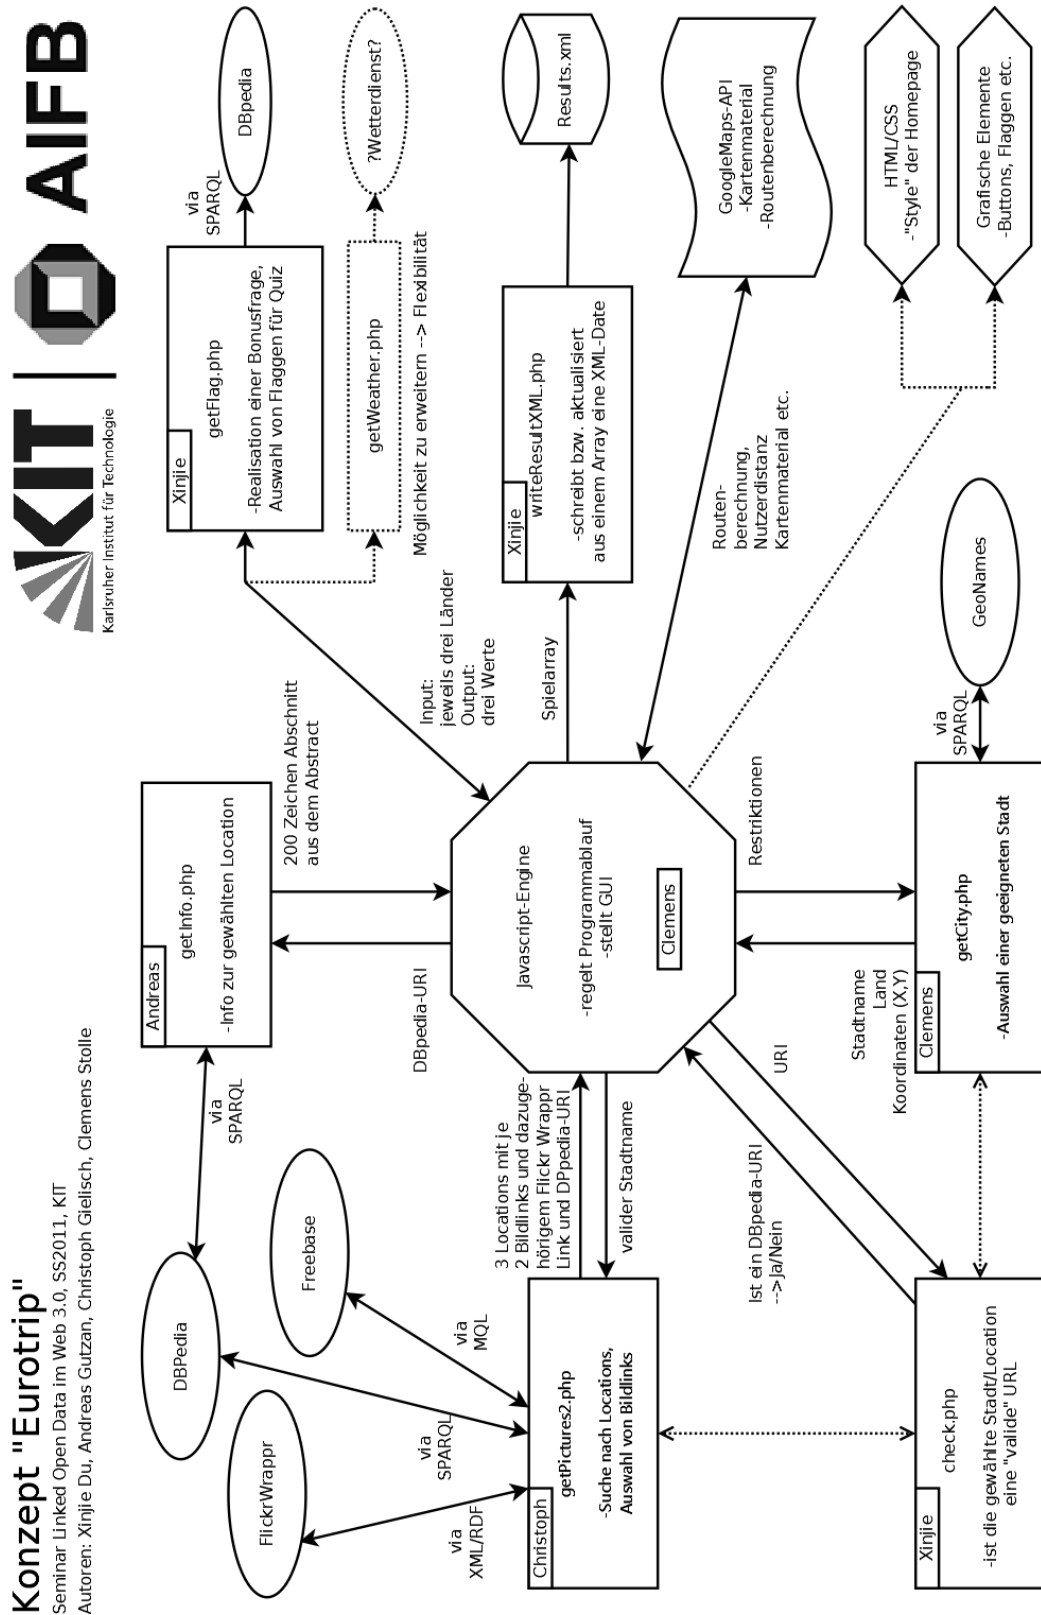 Konzept "Eurotrip"
Seminar Linked Open Data im Web 3.0, SS2011, KIT
Autoren: Xinjie Du, Andreas Gutzan, Christoph Gielisch, Clemens Stolle
KIT
Karlsruher Institut für Technologie
AIFB
DBPedia
FlickrWrappr
Freebase
via
SPARQL
via
XML/RDF
via
SPARQL
via
MQL
Andreas
getInfo.php
-Info zur gewählten Location
DBpedia-URI
200 Zeichen Abschnitt
aus dem Abstract
Xinjie
getFlag.php
-Realisation einer Bonusfrage,
Auswahl von Flaggen für Quiz
via
SPARQL
DBpedia
getWeather.php
?Wetterdienst?
Möglichkeit zu erweitern --> Flexibilität
Input:
jeweils drei Länder
Output:
drei Werte
Christoph
getPictures2.php
-Suche nach Locations,
Auswahl von Bildlinks
3 Locations mit je
2 Bildlinks und dazuge-
hörigem Flickr Wrappr
Link und DPpedia-URI
valider Stadtname
Javascript-Engine
-regelt Programmablauf
-stellt GUI
Clemens
Spielarray
Xinjie
writeResultXML.php
-schreibt bzw. aktualisiert
aus einem Array eine XML-Date
Results.xml
Routen-
berechnung,
Nutzerdistanz
Kartenmaterial etc.
GoogleMaps-API
-Kartenmaterial
-Routenberechnung
HTML/CSS
-"Style" der Homepage
Grafische Elemente
-Buttons, Flaggen etc.
Ist ein DBpedia-URI
-->Ja/Nein
URI
Restriktionen
Stadtname
Land
Koordinaten (X,Y)
Xinjie
check.php
-ist die gewählte Stadt/Location
eine "valide" URL
Clemens
getCity.php
-Auswahl einer geeigneten Stadt
via
SPARQL
GeoNames